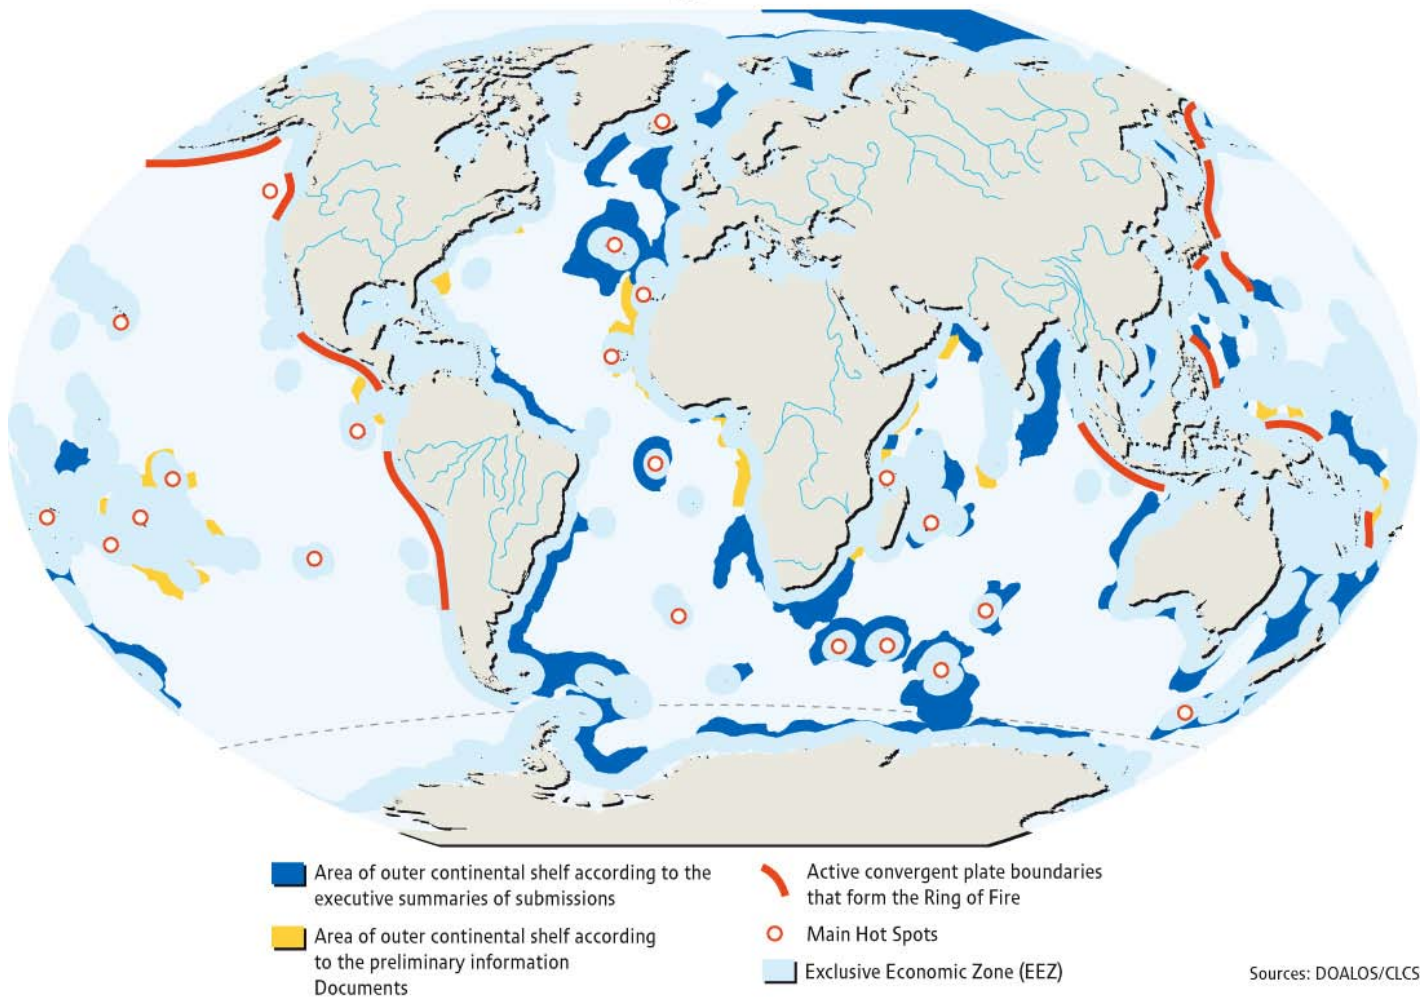 Area of outer continental shelf according to the
executive summaries of submissions
Area of outer continental shelf according
to the preliminary information
Documents
Active convergent plate boundaries
that form the Ring of Fire
Main Hot Spots
Exclusive Economic Zone (EEZ)
Sources: DOALOS/CLCS